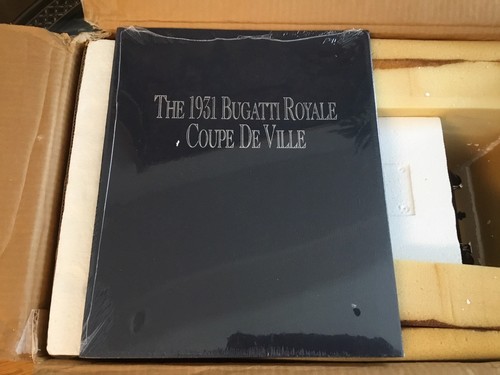 THE 1931 BUGATTI ROYALE
COUPE DE VILLE